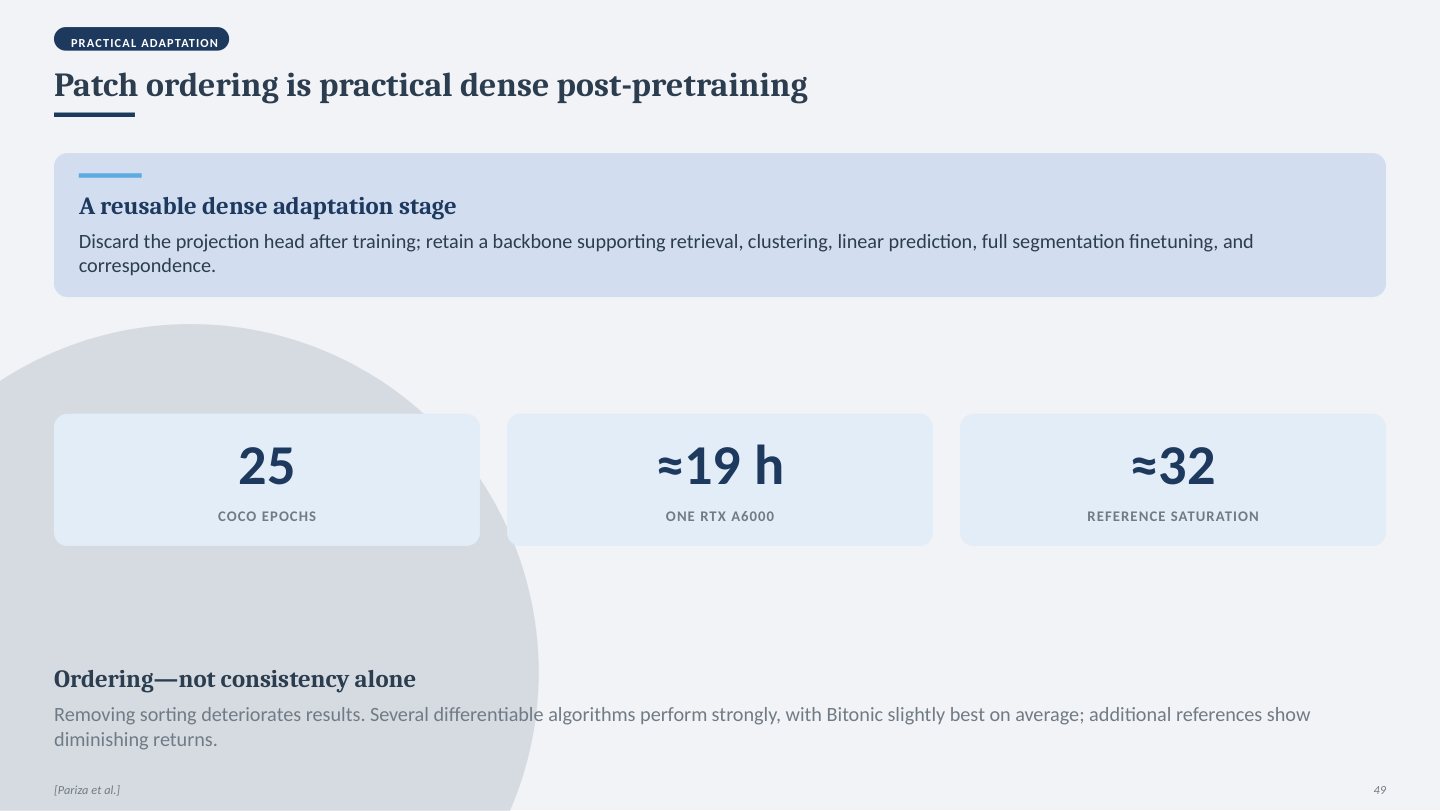 PRACTICAL ADAPTATION
Patch ordering is practical dense post-pretraining
A reusable dense adaptation stage
Discard the projection head after training; retain a backbone supporting retrieval, clustering, linear prediction, full segmentation finetuning, and
correspondence.
25
COCO EPOCHS
≈19 h
ONE RTX A6000
≈32
REFERENCE SATURATION
Ordering—not consistency alone
Removing sorting deteriorates results. Several differentiable algorithms perform strongly, with Bitonic slightly best on average; additional references show
diminishing returns.
[Pariza et al.]
49